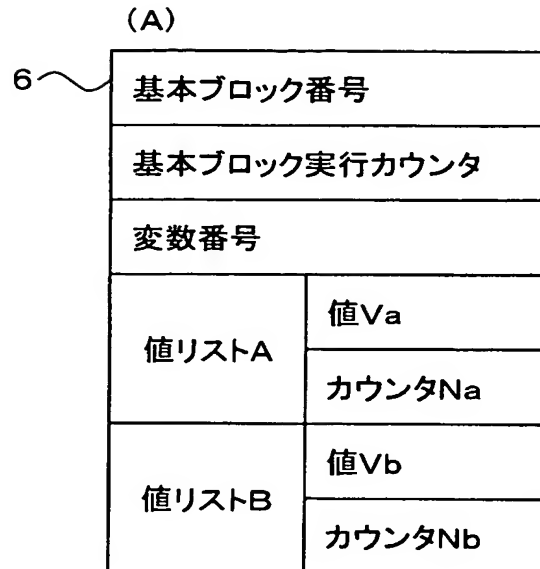 (A)
6
基本ブロック番号
基本ブロック実行カウンタ
変数番号
値リストA
値Va
カウンタNa
値リストB
値Vb
カウンタNb